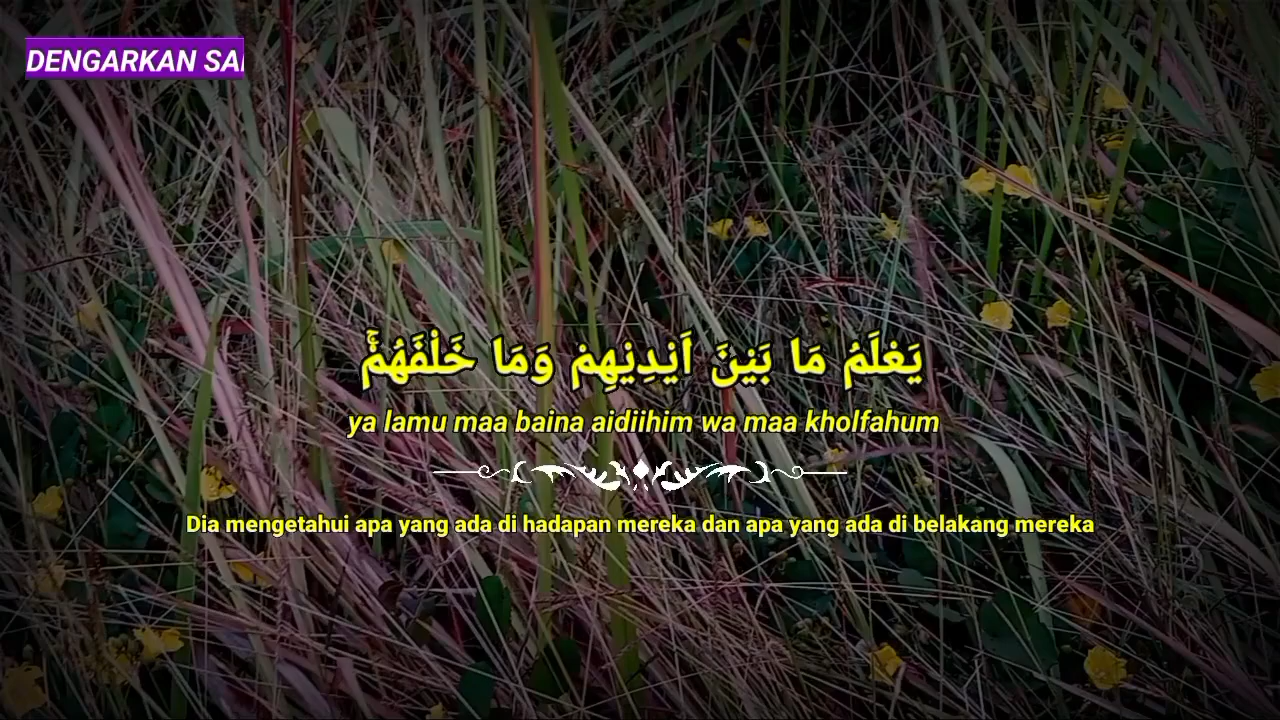 DENGARKAN SA
يَعْلَمُ مَا بَيْنَ اَيْدِيْهِمْ وَمَا خَلْفَهُمْۚ
ya lamu maa baina aidiihim wa maa kholfahum
Dia mengetahui apa yang ada di hadapan mereka dan apa yang ada di belakang mereka